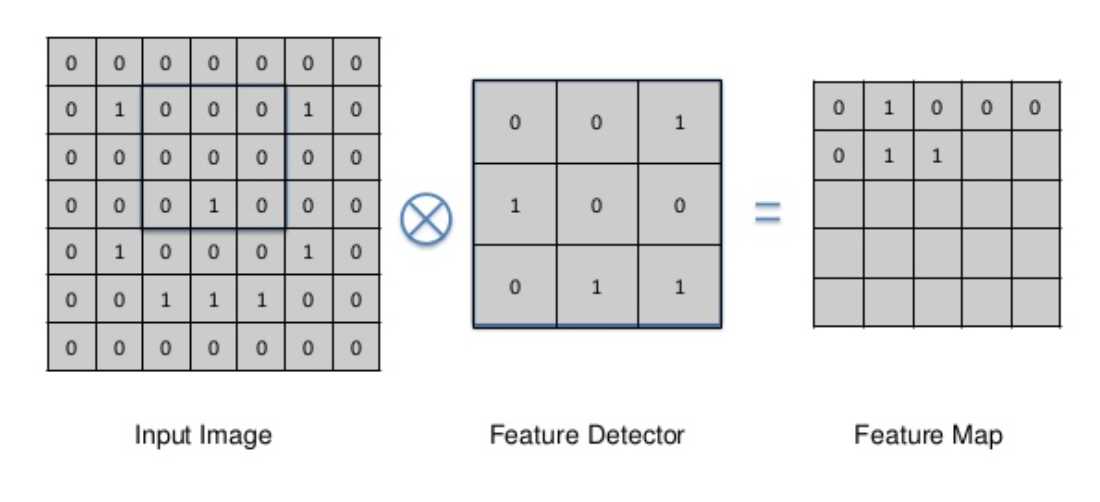 0 0 0 0 0 0 0
0 1 0 0 0 1 0
0 0 0 0 0 0 0
0 0 0 1 0 0 0
0 1 0 0 0 1 0
0 0 1 1 1 0 0
0 0 0 0 0 0 0
Input Image
0 0 1
1 0 0
0 1 1
Feature Detector
=
0 1 0 0 0
0 1 1
Feature Map